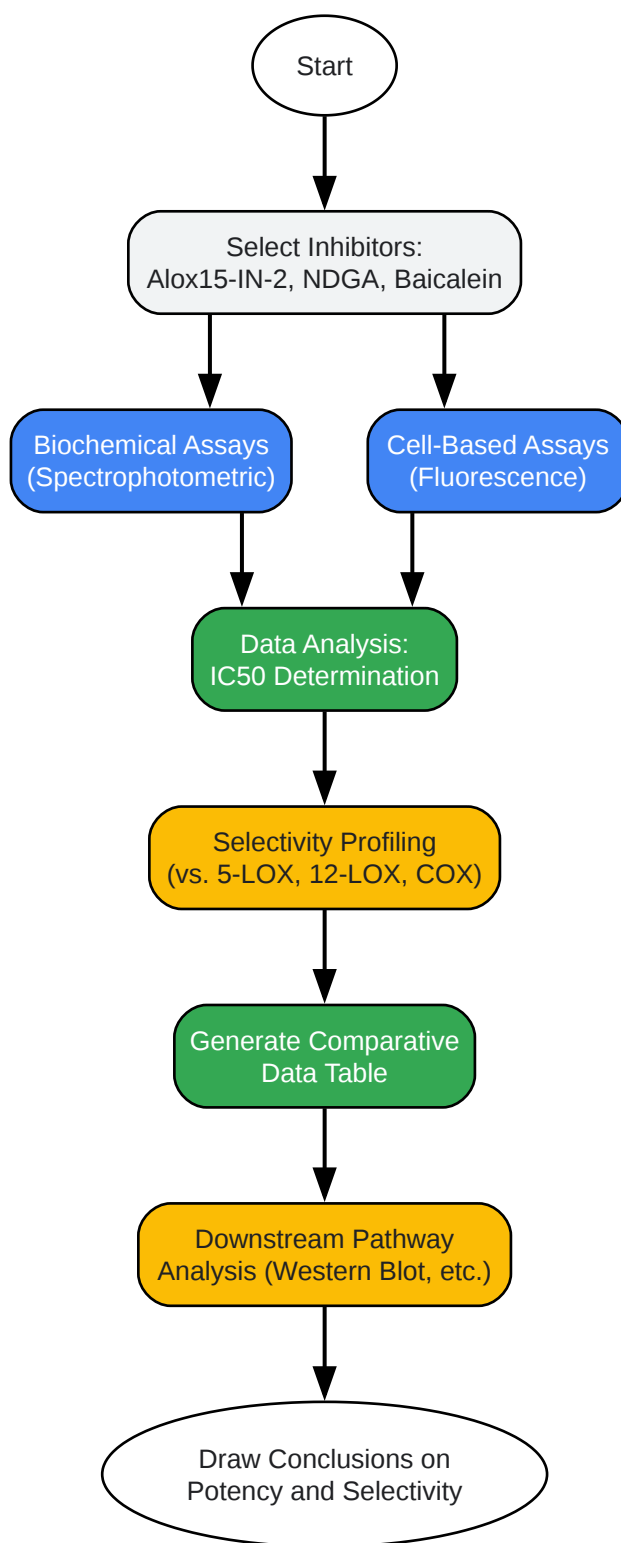 Start
Select Inhibitors:
Alox15-IN-2, NDGA, Baicalein
Biochemical Assays
(Spectrophotometric)
Cell-Based Assays
(Fluorescence)
Data Analysis:
IC50 Determination
Selectivity Profiling
(vs. 5-LOX, 12-LOX, COX)
Generate Comparative
Data Table
Downstream Pathway
Analysis (Western Blot, etc.)
Draw Conclusions on
Potency and Selectivity